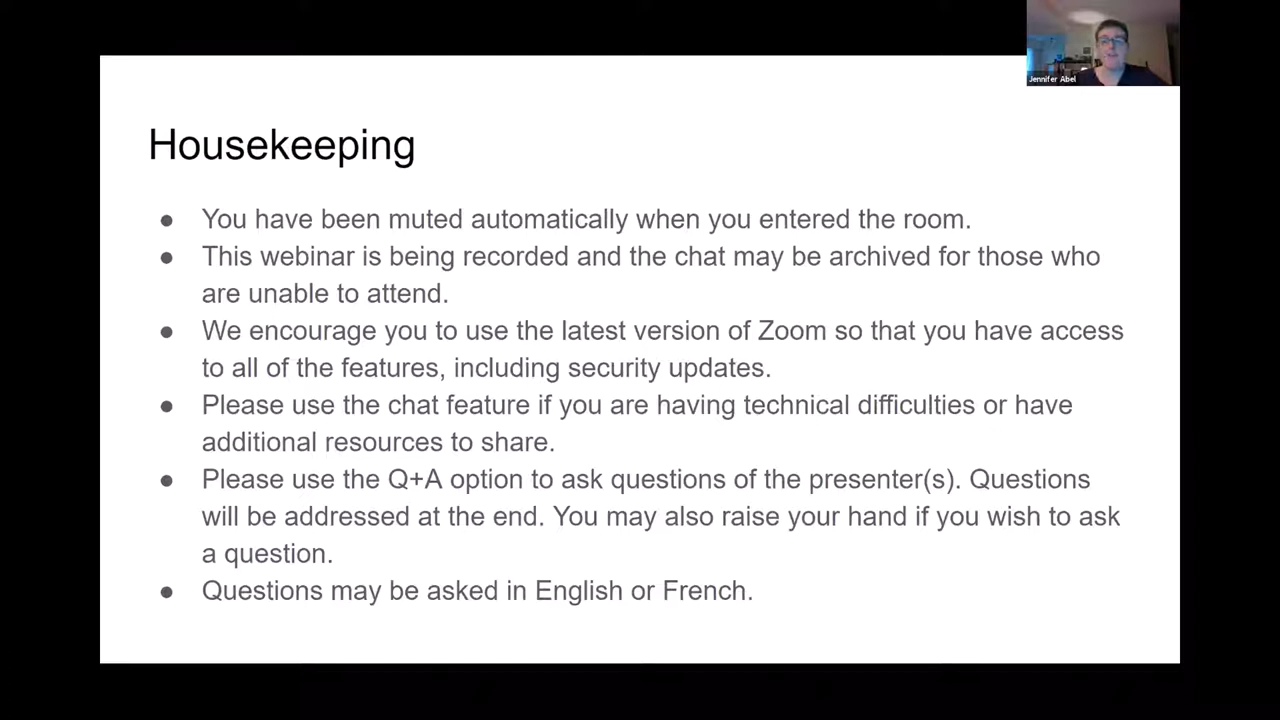 Jennifer Abel
Housekeeping
● You have been muted automatically when you entered the room.
● This webinar is being recorded and the chat may be archived for those who
are unable to attend.
● We encourage you to use the latest version of Zoom so that you have access
to all of the features, including security updates.
● Please use the chat feature if you are having technical difficulties or have
additional resources to share.
● Please use the Q+A option to ask questions of the presenter(s). Questions
will be addressed at the end. You may also raise your hand if you wish to ask
a question.
● Questions may be asked in English or French.